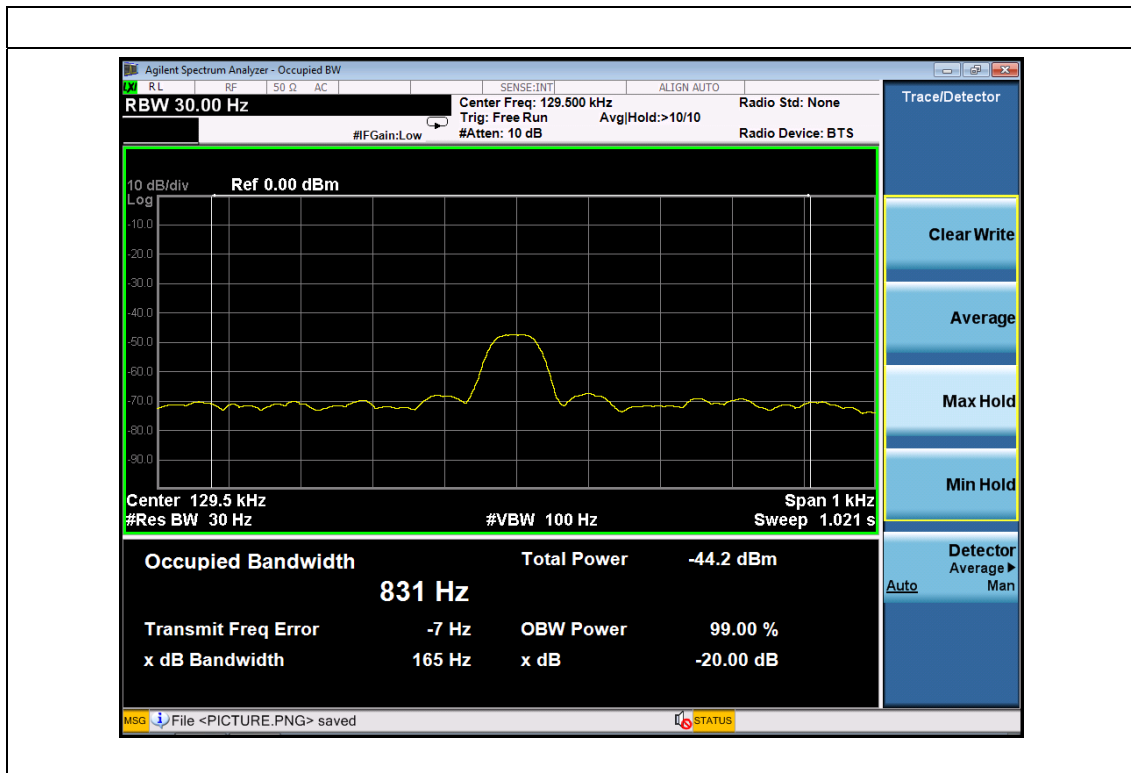 Agilent Spectrum Analyzer - Occupied BW
LXI RL RF 50 Ω AC SENSE:INT ALIGN AUTO
RBW 30.00 Hz
Center Freq: 129.500 kHz
Radio Std: None
Trig: Free Run Avg|Hold:>10/10
#IFGain:Low #Atten: 10 dB Radio Device: BTS
10 dB/div Ref 0.00 dBm
Log
-10.0
-20.0
-30.0
-40.0
-50.0
-60.0
-70.0
-80.0
-90.0
Center 129.5 kHz Span 1 kHz
#Res BW 30 Hz #VBW 100 Hz Sweep 1.021 s
Occupied Bandwidth Total Power -44.2 dBm
831 Hz
Transmit Freq Error -7 Hz OBW Power 99.00 %
x dB Bandwidth 165 Hz x dB -20.00 dB
MSG File <PICTURE.PNG> saved STATUS
Trace/Detector
Clear Write
Average
Max Hold
Min Hold
Detector
Average
Auto Man